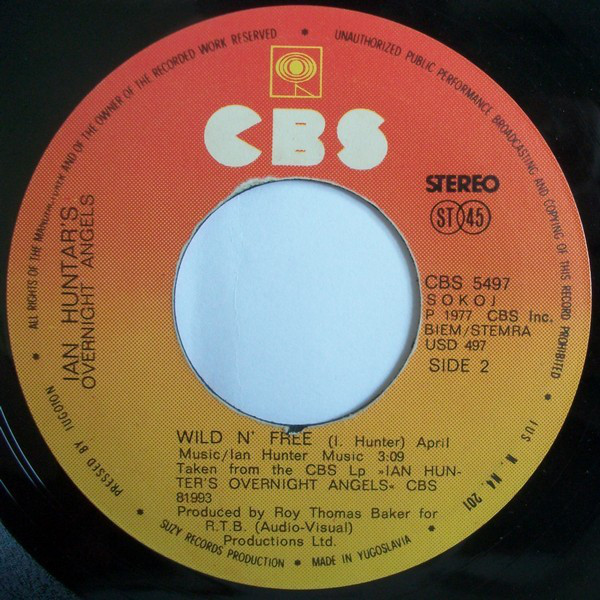 ALL RIGHTS OF THE MANUFACTURER AND OF THE OWNER OF THE RECORDED WORK RESERVED • UNAUTHORIZED PUBLIC PERFORMANCE BROADCASTING AND COPYING OF THIS RECORD PROHIBITED
CBS
STEREO
ST 45
IAN HUNTAR'S
OVERNIGHT ANGELS
CBS 5497
SOKOJ
P 1977 CBS Inc.
BIEM/STEMRA
USD 497
SIDE 2
WILD N' FREE (I. Hunter) April
Music/Ian Hunter Music 3:09
Taken from the CBS Lp »IAN HUN-
TER'S OVERNIGHT ANGELS« CBS
81993
Produced by Roy Thomas Baker for
R.T.B. (Audio-Visual)
Productions Ltd.
PRESSED BY JUGOTON • SUZY RECORDS PRODUCTION • MADE IN YUGOSLAVIA • JUS N. N4. 201